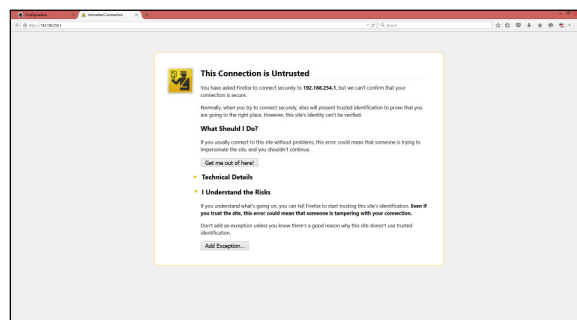 Configuration
Untrusted Connection
https://192.168.254.1
Search
This Connection is Untrusted
You have asked Firefox to connect securely to 192.168.254.1, but we can't confirm that your
connection is secure.
Normally, when you try to connect securely, sites will present trusted identification to prove that you
are going to the right place. However, this site's identity can't be verified.
What Should I Do?
If you usually connect to this site without problems, this error could mean that someone is trying to
impersonate the site, and you shouldn't continue.
Get me out of here!
Technical Details
I Understand the Risks
If you understand what's going on, you can tell Firefox to start trusting this site's identification. Even if
you trust the site, this error could mean that someone is tampering with your connection.
Don't add an exception unless you know there's a good reason why this site doesn't use trusted
identification.
Add Exception...